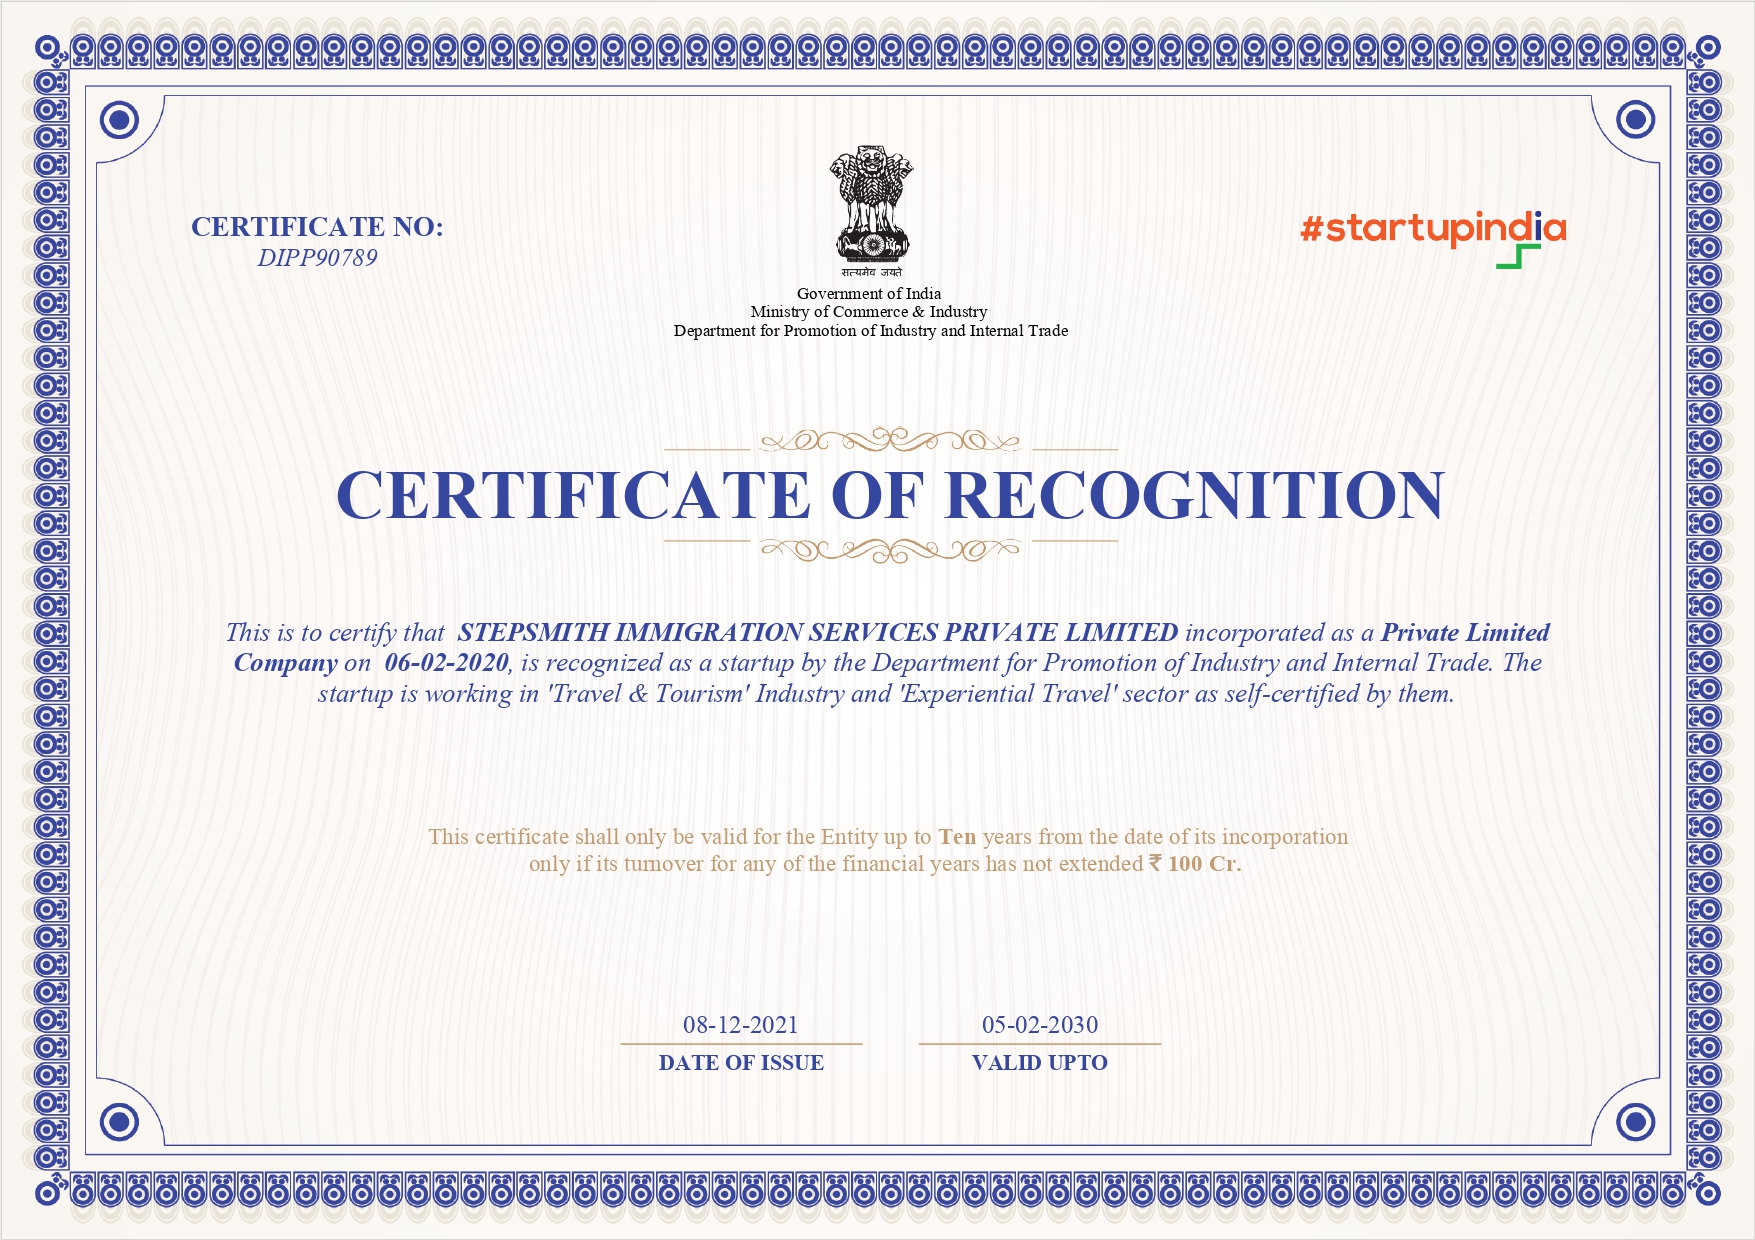 CERTIFICATE NO:
DIPP90789
सत्यमेव जयते
#startupindia
Government of India
Ministry of Commerce & Industry
Department for Promotion of Industry and Internal Trade
CERTIFICATE OF RECOGNITION
This is to certify that STEPSMITH IMMIGRATION SERVICES PRIVATE LIMITED incorporated as a Private Limited
Company on 06-02-2020, is recognized as a startup by the Department for Promotion of Industry and Internal Trade. The
startup is working in 'Travel & Tourism' Industry and 'Experiential Travel' sector as self-certified by them.
This certificate shall only be valid for the Entity up to Ten years from the date of its incorporation
only if its turnover for any of the financial years has not extended ₹ 100 Cr.
08-12-2021
DATE OF ISSUE
05-02-2030
VALID UPTO